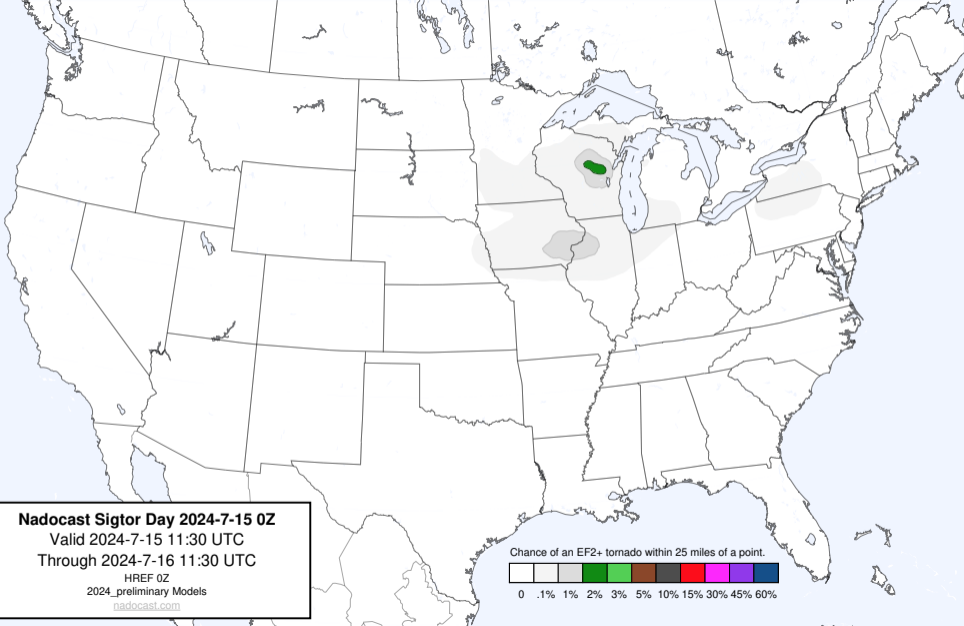 Nadocast Sigtor Day 2024-7-15 0Z
Valid 2024-7-15 11:30 UTC
Through 2024-7-16 11:30 UTC
HREF 0Z
2024_preliminary Models
nadocast.com
Chance of an EF2+ tornado within 25 miles of a point.
0 .1% 1% 2% 3% 5% 10% 15% 30% 45% 60%